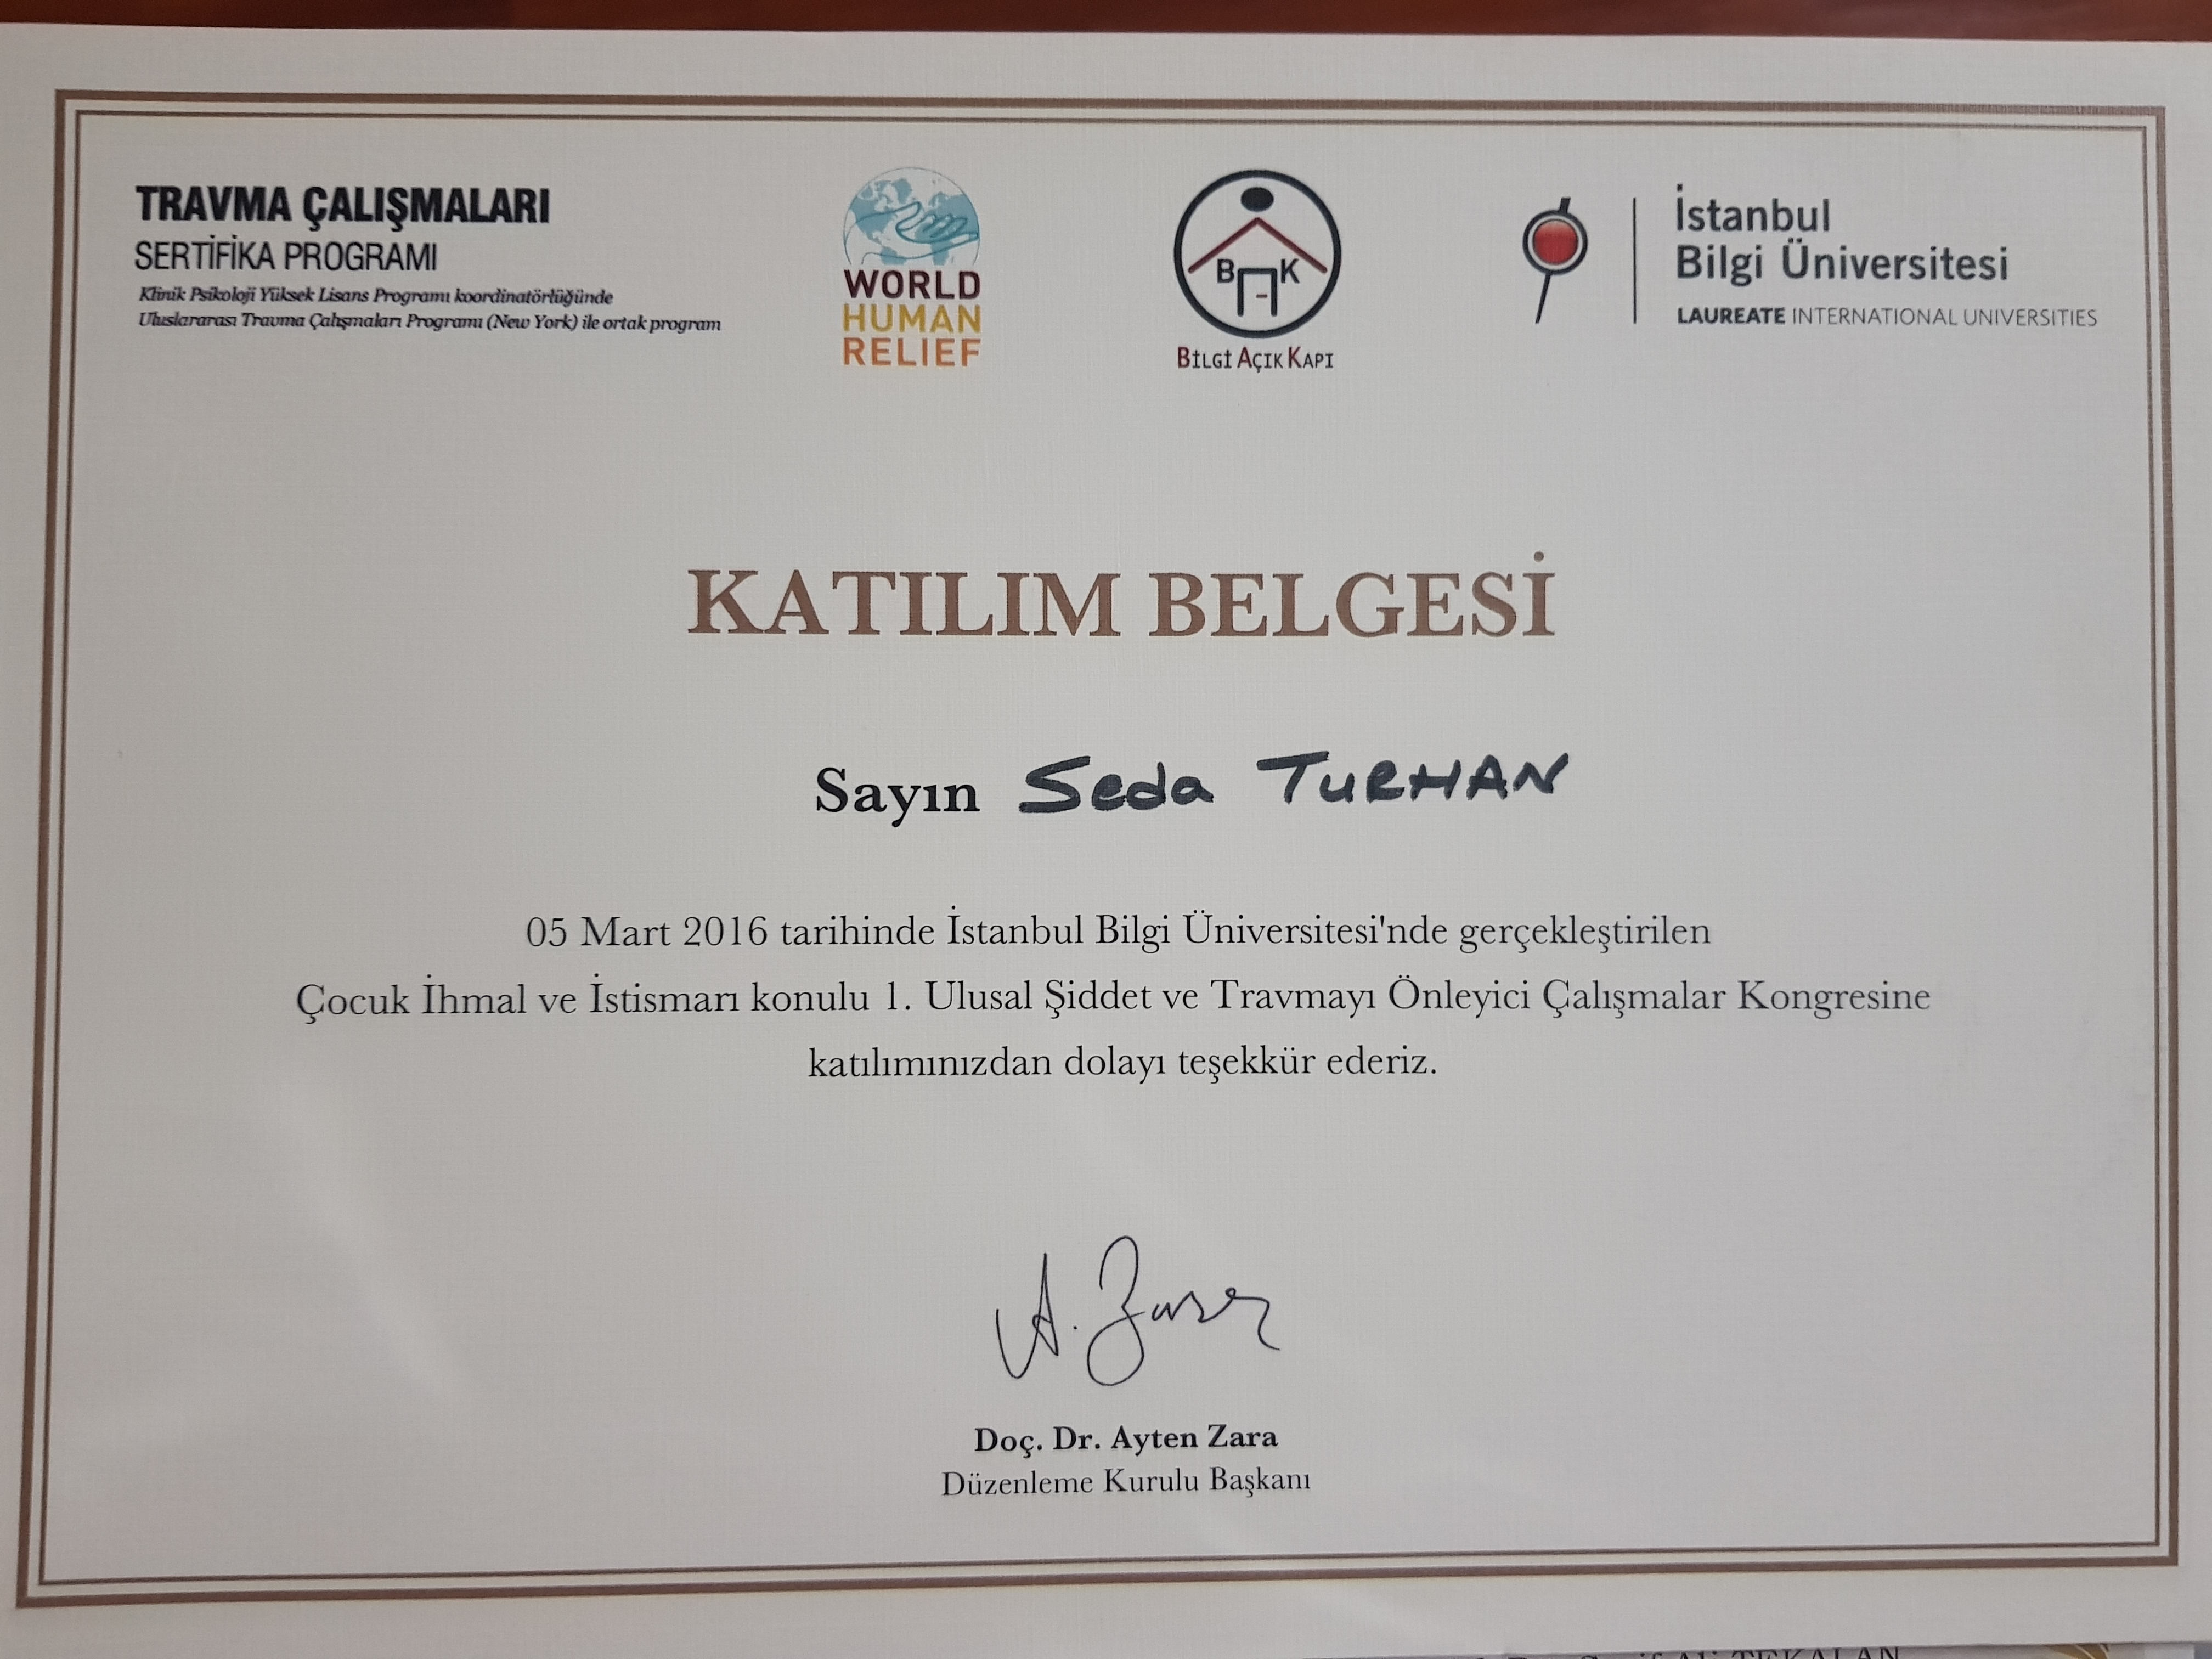 TRAVMA ÇALIŞMALARI
SERTİFİKA PROGRAMI
Klinik Psikoloji Yüksek Lisans Programı koordinatörlüğünde
Uluslararası Travma Çalışmaları Programı (New York) ile ortak program
WORLD
HUMAN
RELIEF
B K
BİLGİ AÇIK KAPI
İstanbul
Bilgi Üniversitesi
LAUREATE INTERNATIONAL UNIVERSITIES
KATILIM BELGESİ
Sayın Seda TURHAN
05 Mart 2016 tarihinde İstanbul Bilgi Üniversitesi'nde gerçekleştirilen
Çocuk İhmal ve İstismarı konulu 1. Ulusal Şiddet ve Travmayı Önleyici Çalışmalar Kongresine
katılımınızdan dolayı teşekkür ederiz.
A. Zara
Doç. Dr. Ayten Zara
Düzenleme Kurulu Başkanı
TEKALAN